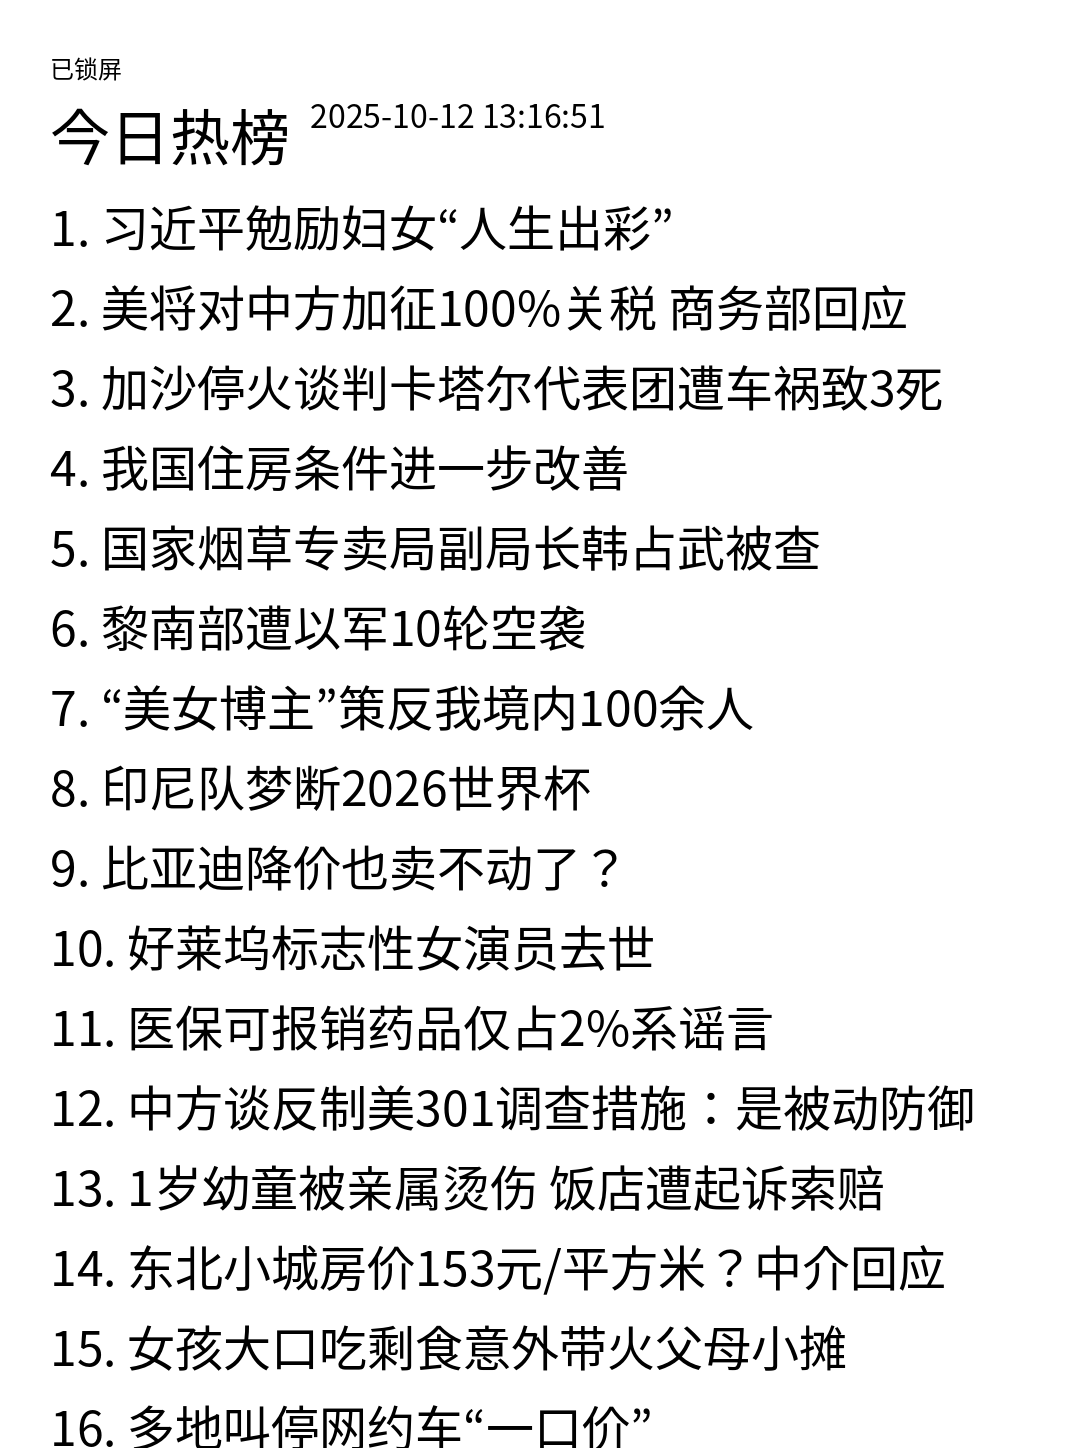 已锁屏
今日热榜 2025-10-12 13:16:51
1. 习近平勉励妇女“人生出彩”
2. 美将对中方加征100%关税 商务部回应
3. 加沙停火谈判卡塔尔代表团遭车祸致3死
4. 我国住房条件进一步改善
5. 国家烟草专卖局副局长韩占武被查
6. 黎南部遭以军10轮空袭
7. “美女博主”策反我境内100余人
8. 印尼队梦断2026世界杯
9. 比亚迪降价也卖不动了？
10. 好莱坞标志性女演员去世
11. 医保可报销药品仅占2%系谣言
12. 中方谈反制美301调查措施：是被动防御
13. 1岁幼童被亲属烫伤 饭店遭起诉索赔
14. 东北小城房价153元/平方米？中介回应
15. 女孩大口吃剩食意外带火父母小摊
16. 多地叫停网约车“一口价”